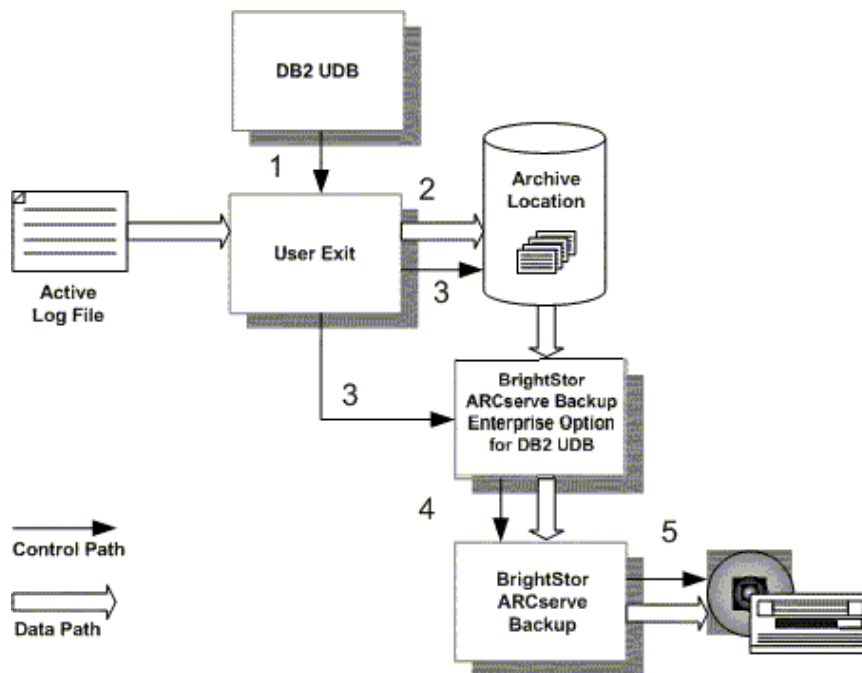 DB2 UDB
1
2
Archive
Location
User Exit
3
Active
Log File
3
BrightStor
ARCserve Backup
Enterprise Option
for DB2 UDB
4
5
Control Path
BrightStor
ARCserve
Backup
Data Path